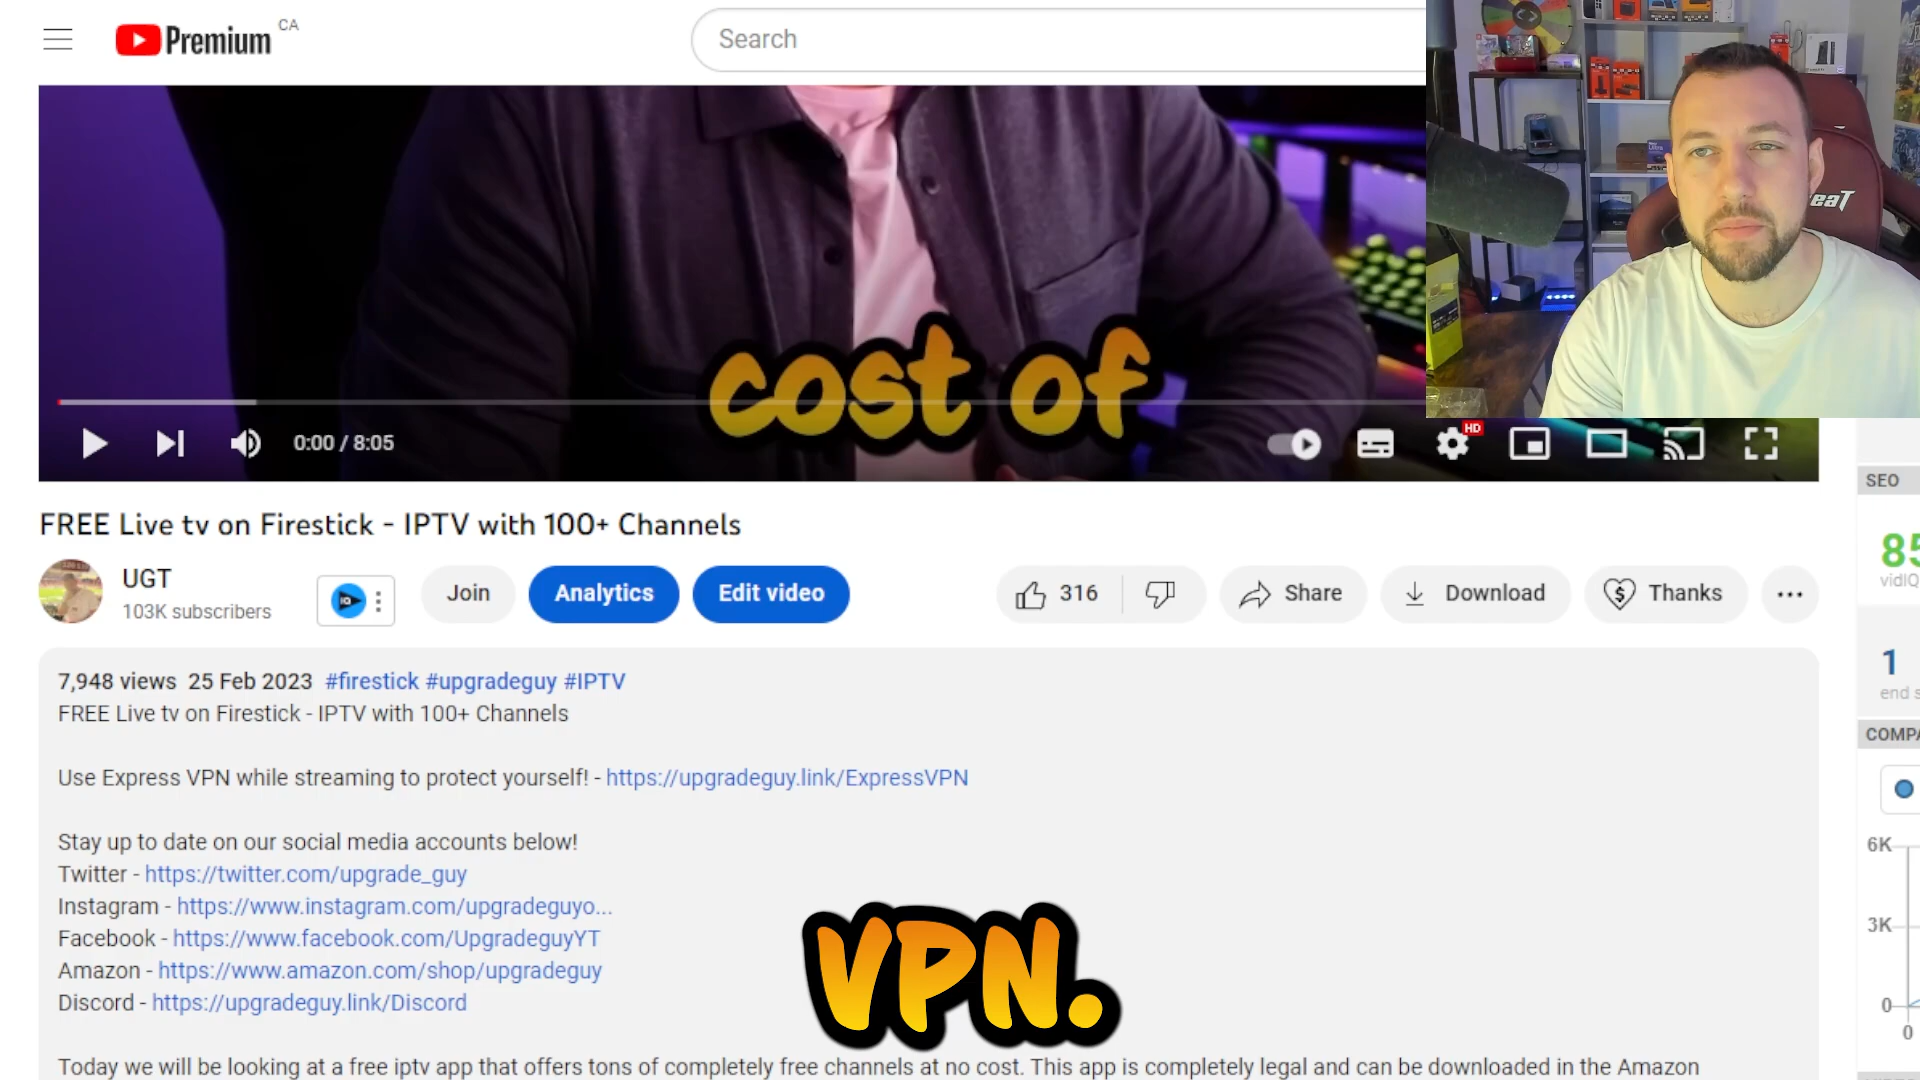 Premium CA
Search
cost of
0:00 / 8:05
HD
FREE Live tv on Firestick - IPTV with 100+ Channels
UGT
103K subscribers
Join
Analytics
Edit video
316
Share
Download
Thanks
7,948 views 25 Feb 2023 #firestick #upgradeguy #IPTV
FREE Live tv on Firestick - IPTV with 100+ Channels
Use Express VPN while streaming to protect yourself! - https://upgradeguy.link/ExpressVPN
Stay up to date on our social media accounts below!
Twitter - https://twitter.com/upgrade_guy
Instagram - https://www.instagram.com/upgradeguyo...
Facebook - https://www.facebook.com/UpgradeguyYT
Amazon - https://www.amazon.com/shop/upgradeguy
Discord - https://upgradeguy.link/Discord
VPN.
Today we will be looking at a free iptv app that offers tons of completely free channels at no cost. This app is completely legal and can be downloaded in the Amazon
SEO
85
vidIQ
1
end s
COMPA
6K
3K
0
0